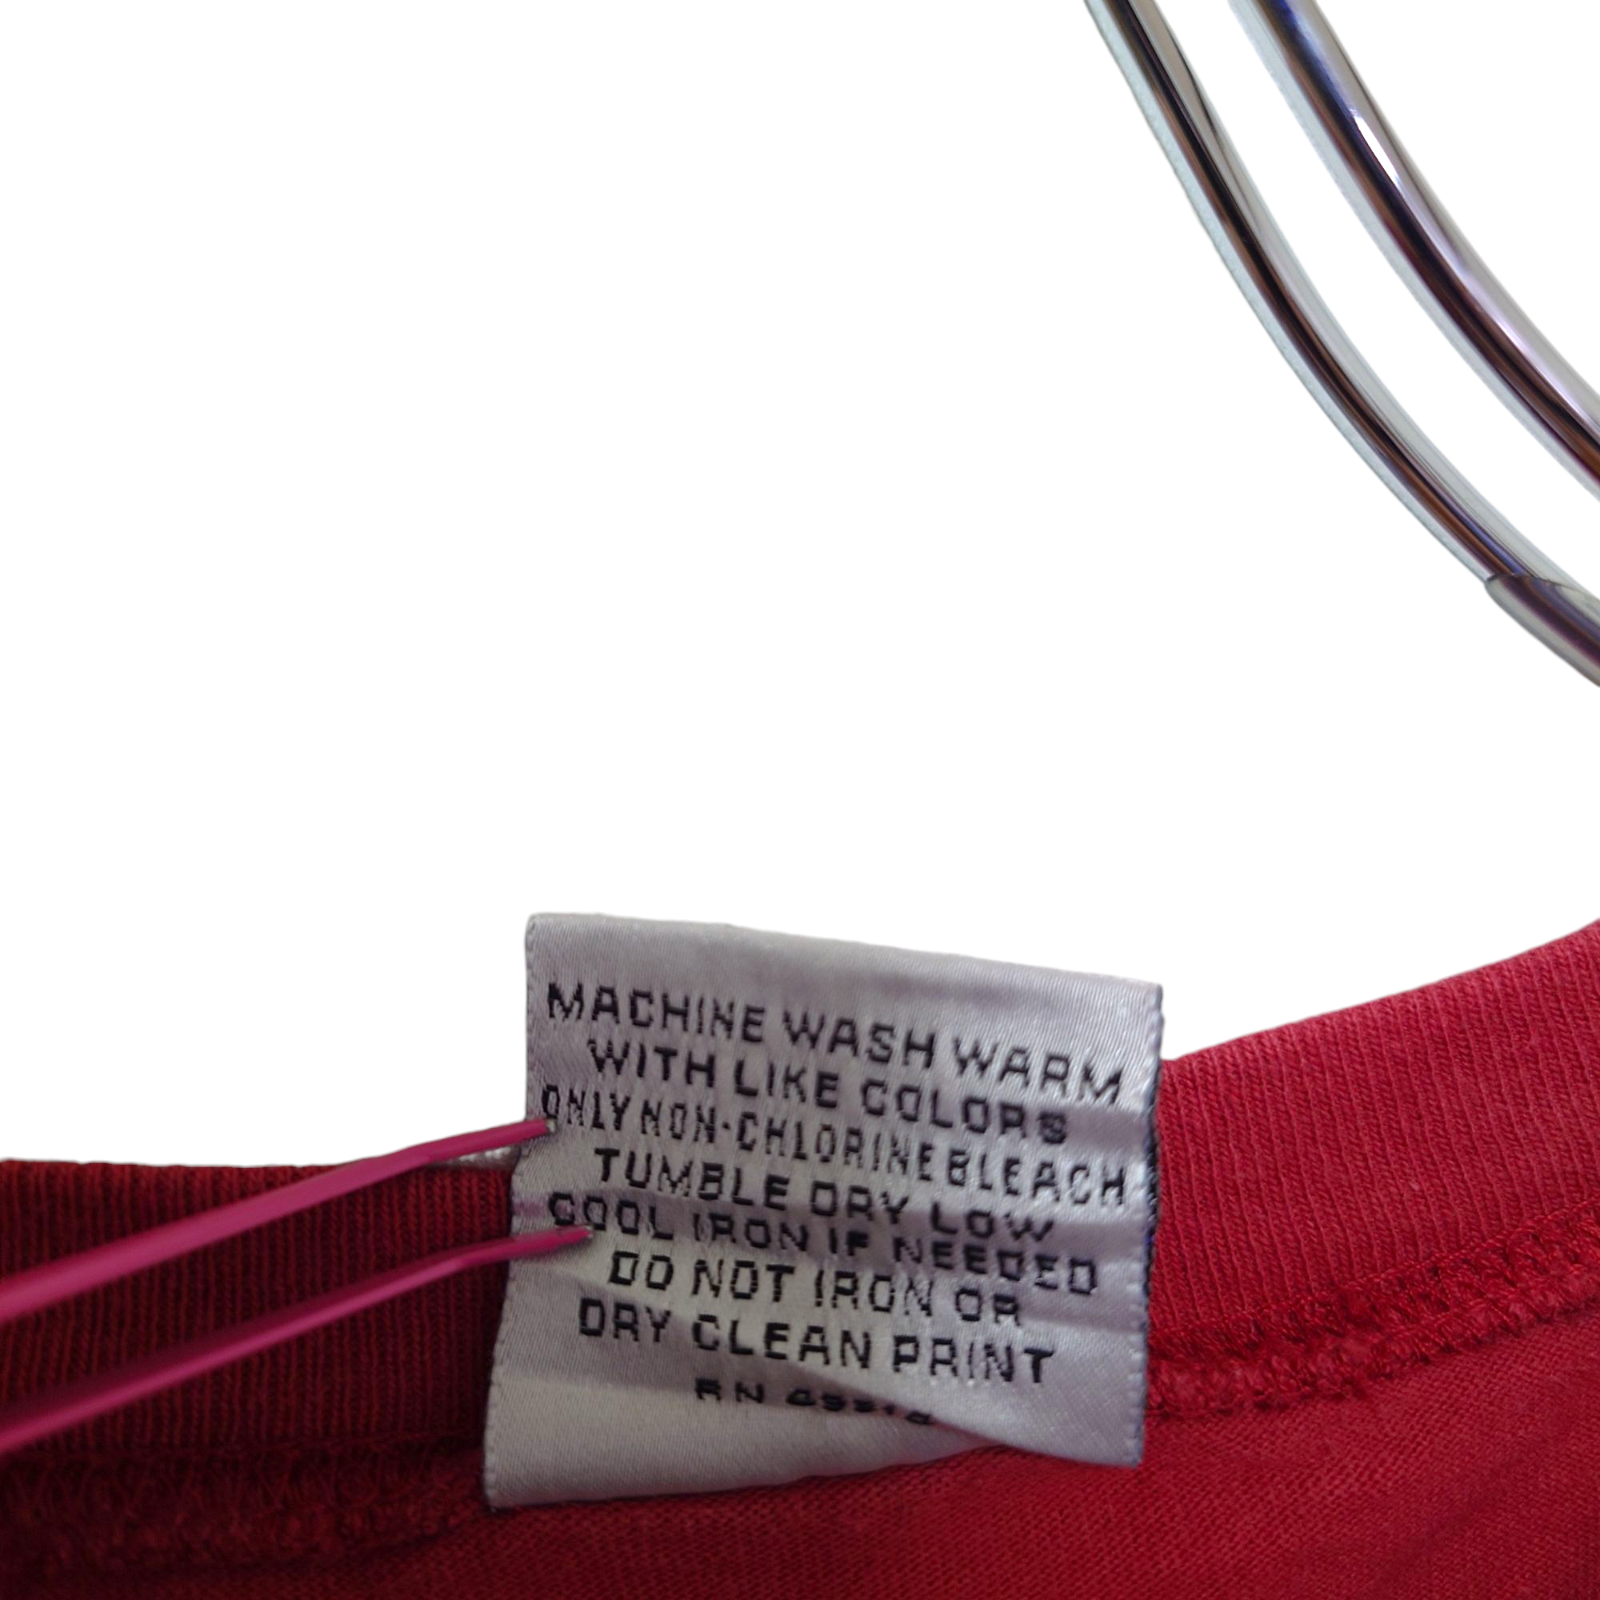 MACHINE WASH WARM
WITH LIKE COLORS
ONLY NON-CHLORINE BLEACH
TUMBLE DRY LOW
COOL IRON IF NEEDED
DO NOT IRON OR
DRY CLEAN PRINT
RN